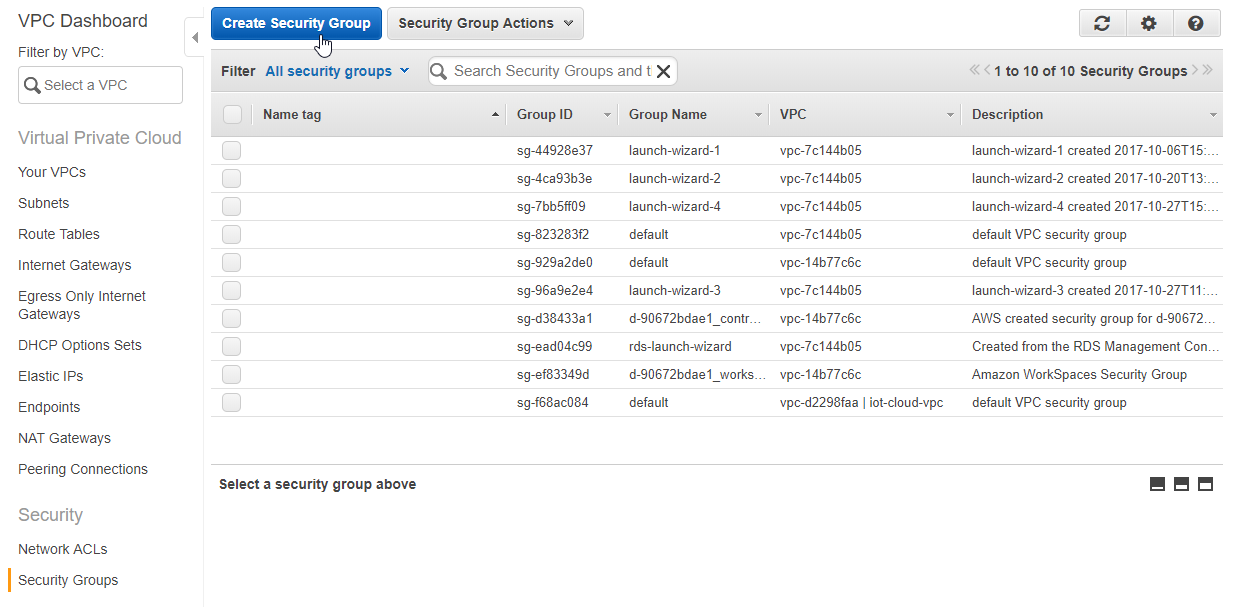 VPC Dashboard
Filter by VPC:
Select a VPC
Virtual Private Cloud
Your VPCs
Subnets
Route Tables
Internet Gateways
Egress Only Internet
Gateways
DHCP Options Sets
Elastic IPs
Endpoints
NAT Gateways
Peering Connections
Security
Network ACLs
Security Groups
Create Security Group Security Group Actions
Filter All security groups Search Security Groups and t 1 to 10 of 10 Security Groups
Name tag Group ID Group Name VPC Description
sg-44928e37 launch-wizard-1 vpc-7c144b05 launch-wizard-1 created 2017-10-06T15:...
sg-4ca93b3e launch-wizard-2 vpc-7c144b05 launch-wizard-2 created 2017-10-20T13:...
sg-7bb5ff09 launch-wizard-4 vpc-7c144b05 launch-wizard-4 created 2017-10-27T15:...
sg-823283f2 default vpc-7c144b05 default VPC security group
sg-929a2de0 default vpc-14b77c6c default VPC security group
sg-96a9e2e4 launch-wizard-3 vpc-7c144b05 launch-wizard-3 created 2017-10-27T11:...
sg-d38433a1 d-90672bdae1_contr... vpc-14b77c6c AWS created security group for d-90672...
sg-ead04c99 rds-launch-wizard vpc-7c144b05 Created from the RDS Management Con...
sg-ef83349d d-90672bdae1_works... vpc-14b77c6c Amazon WorkSpaces Security Group
sg-f68ac084 default vpc-d2298faa | iot-cloud-vpc default VPC security group
Select a security group above